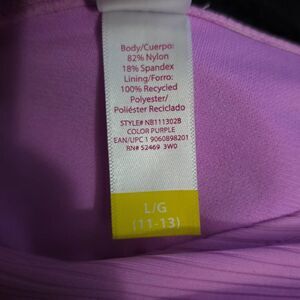 Body/Cuerpo:
82% Nylon
18% Spandex
Lining/Forro:
100% Recycled
Polyester/
Poliéster Reciclado
STYLE# NB111302B
COLOR PURPLE
EAN/UPC 1 9060898201
RN# 52469 3W0
L/G
(11-13)